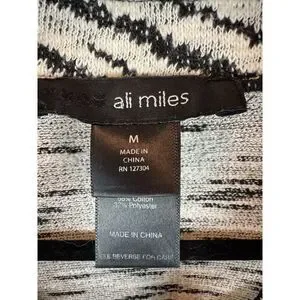 ali miles
M
MADE IN
CHINA
RN 127304
Cotton
Polyester
MADE IN CHINA
REVERSE FOR CARE